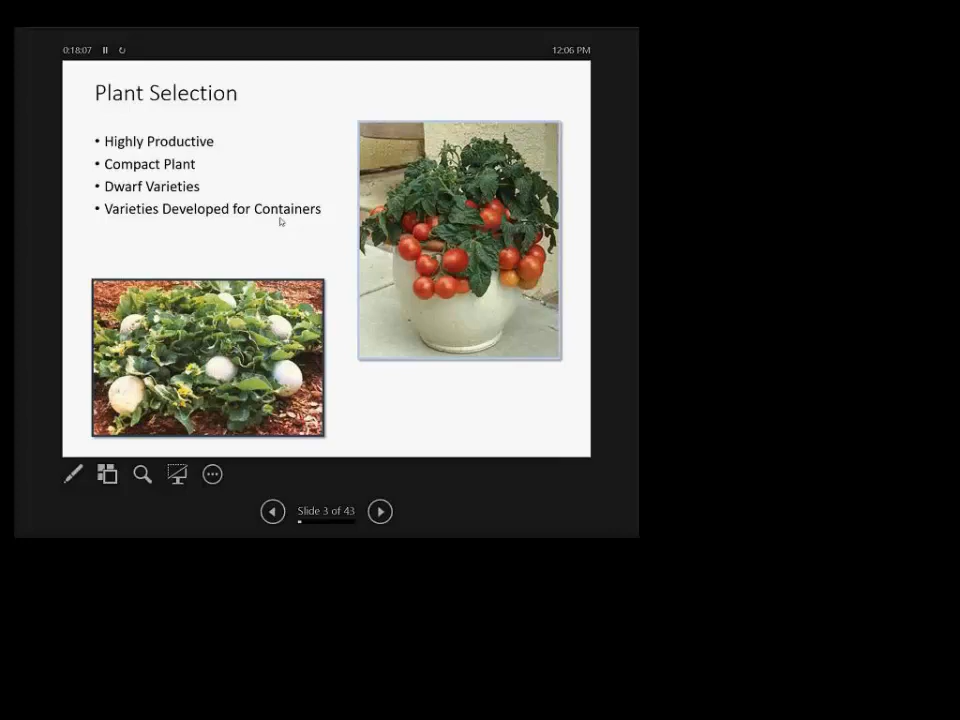 0:18:07
12:06 PM
Plant Selection
• Highly Productive
• Compact Plant
• Dwarf Varieties
• Varieties Developed for Containers
Slide 3 of 43